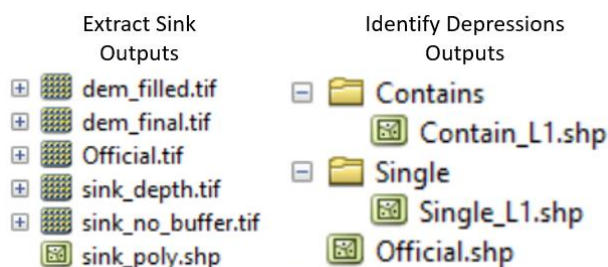 Extract Sink
Outputs
dem_filled.tif
dem_final.tif
Official.tif
sink_depth.tif
sink_no_buffer.tif
sink_poly.shp
Identify Depressions
Outputs
Contains
Contain_L1.shp
Single
Single_L1.shp
Official.shp